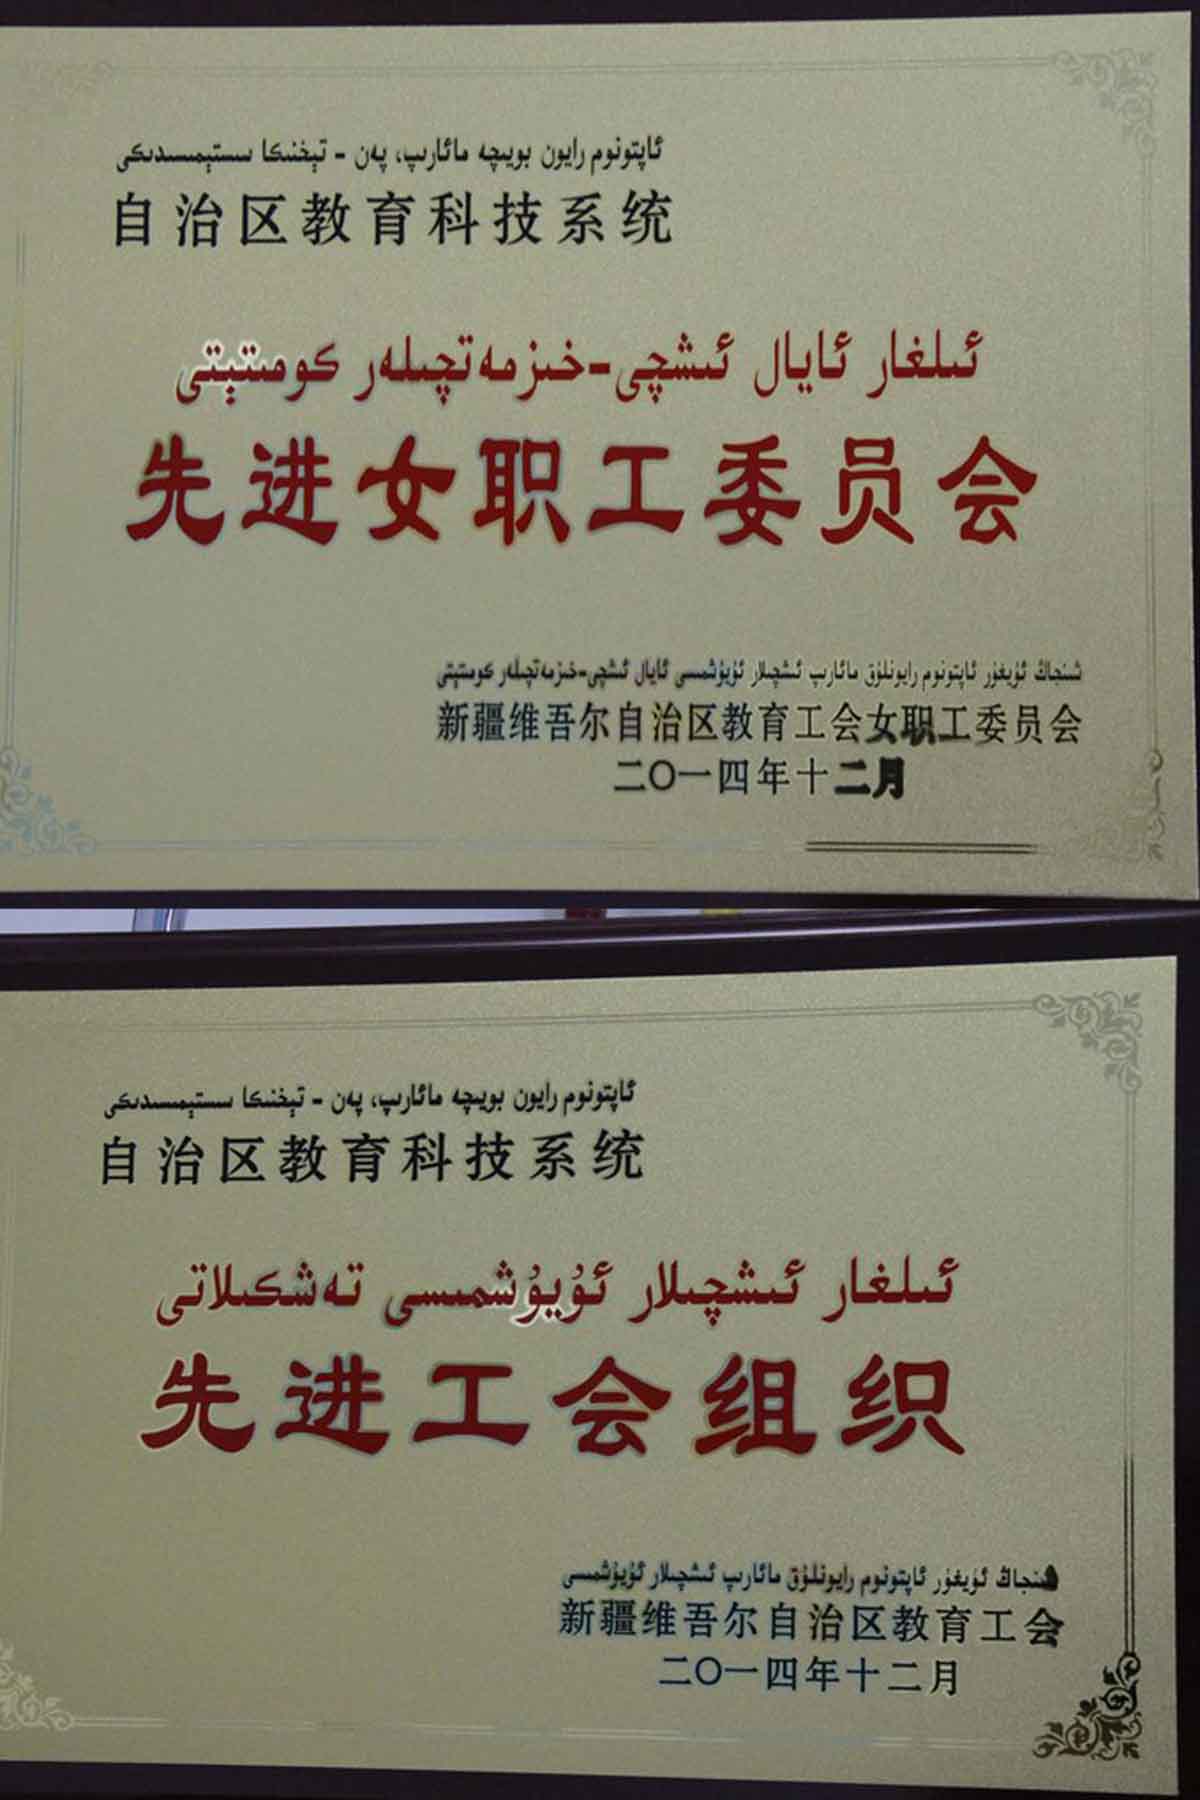 ئاپتونوم رايون بويىچە مائارىپ، پەن - تېخنىكا سىستېمىسىدىكى
自治区教育科技系统
ئىلغار ئايال ئىشچى-خىزمەتچىلەر كومىتېتى
先进女职工委员会
شىنجاڭ ئۇيغۇر ئاپتونوم رايونلۇق مائارىپ ئىشچىلار ئۇيۇشمىسى ئايال ئىشچى-خىزمەتچىلەر كومىتېتى
新疆维吾尔自治区教育工会女职工委员会
二〇一四年十二月
ئاپتونوم رايون بويىچە مائارىپ، پەن - تېخنىكا سىستېمىسىدىكى
自治区教育科技系统
ئىلغار ئىشچىلار ئۇيۇشمىسى تەشكىلاتى
先进工会组织
شىنجاڭ ئۇيغۇر ئاپتونوم رايونلۇق مائارىپ ئىشچىلار ئۇيۇشمىسى
新疆维吾尔自治区教育工会
二〇一四年十二月